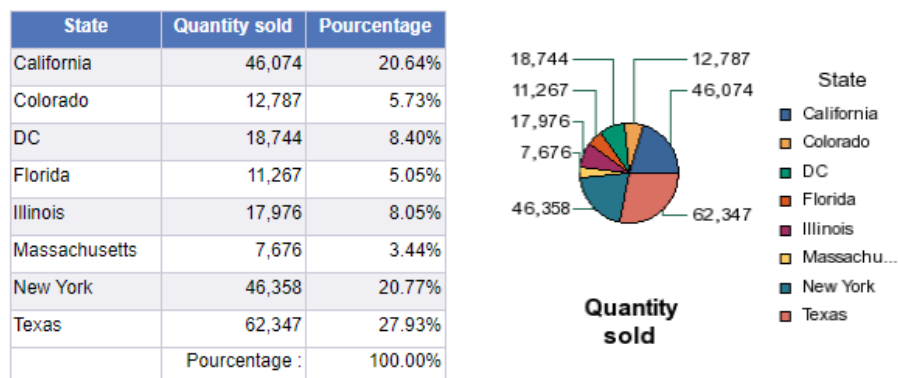 State Quantity sold Pourcentage
California 46,074 20.64%
Colorado 12,787 5.73%
DC 18,744 8.40%
Florida 11,267 5.05%
Illinois 17,976 8.05%
Massachusetts 7,676 3.44%
New York 46,358 20.77%
Texas 62,347 27.93%
Pourcentage : 100.00%
18,744 12,787
11,267 46,074
17,976
7,676
46,358 62,347
Quantity
sold
State
California
Colorado
DC
Florida
Illinois
Massachu...
New York
Texas